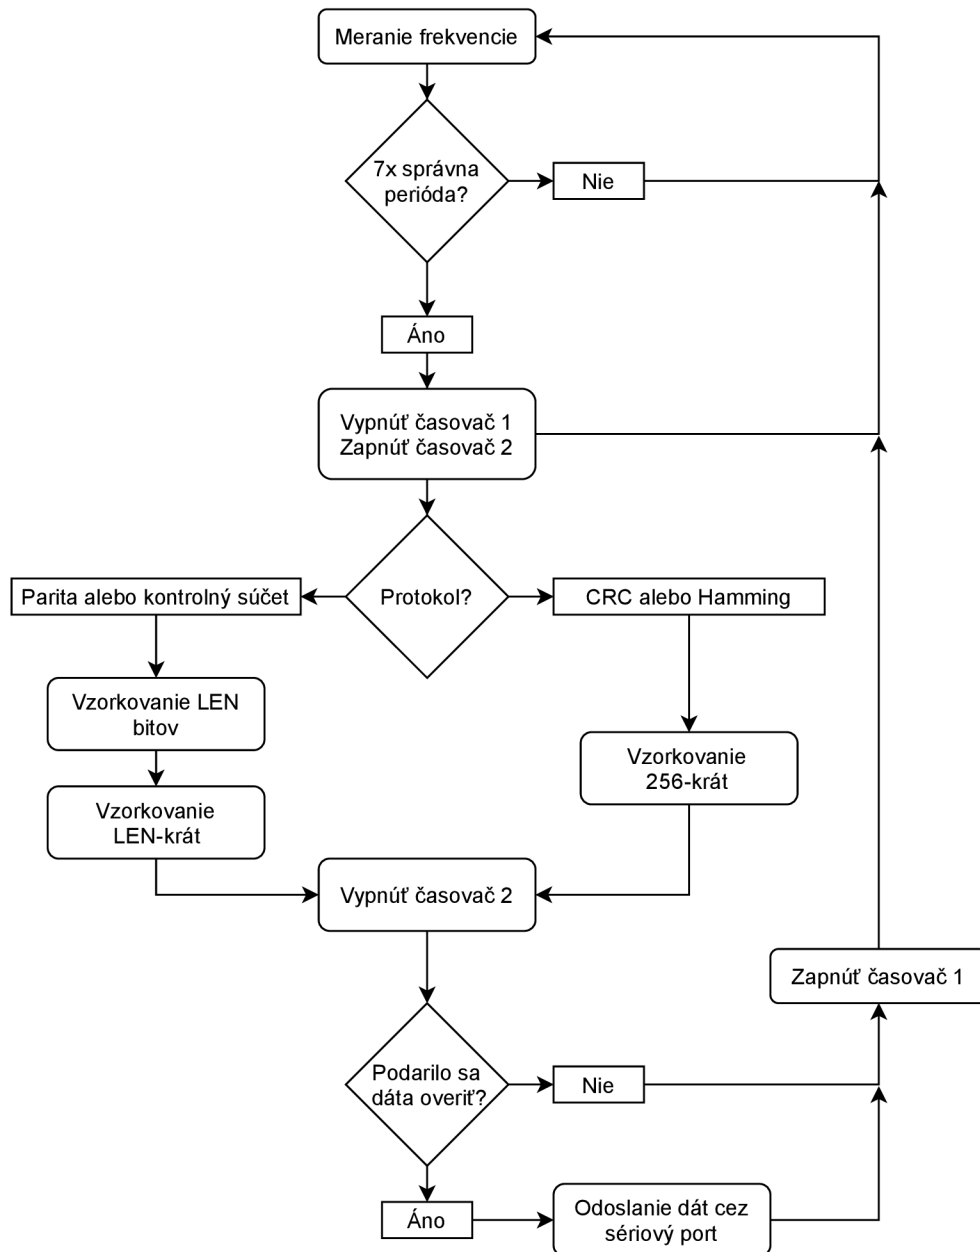 Meranie frekvencie
7x správna
perióda?
Nie
Áno
Vypnúť časovač 1
Zapnúť časovač 2
Parita alebo kontrolný súčet
Protokol?
CRC alebo Hamming
Vzorkovanie LEN
bitov
Vzorkovanie
256-krát
Vzorkovanie
LEN-krát
Vypnúť časovač 2
Zapnúť časovač 1
Podarilo sa
dáta overiť?
Nie
Áno
Odoslanie dát cez
sériový port